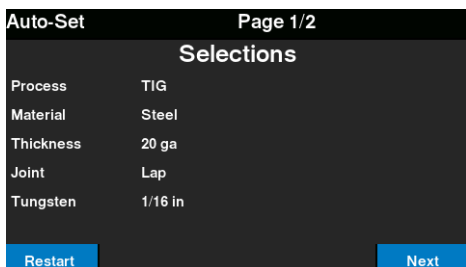 Auto-Set Page 1/2
Selections
Process TIG
Material Steel
Thickness 20 ga
Joint Lap
Tungsten 1/16 in
Restart Next